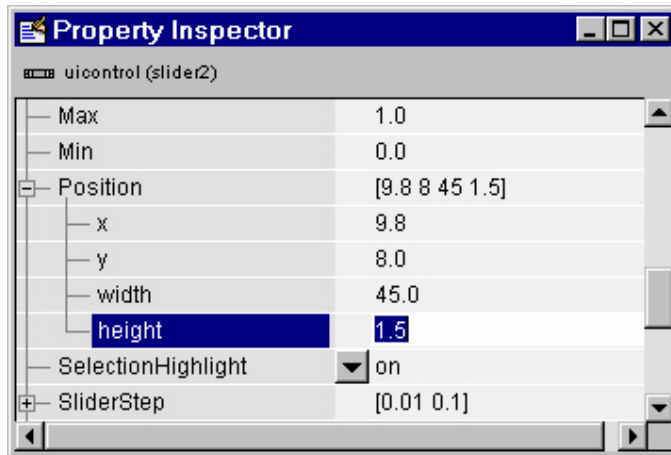 Property Inspector
uicontrol (slider2)
Max 1.0
Min 0.0
Position [9.8 8 45 1.5]
x 9.8
y 8.0
width 45.0
height 1.5
SelectionHighlight on
SliderStep [0.01 0.1]